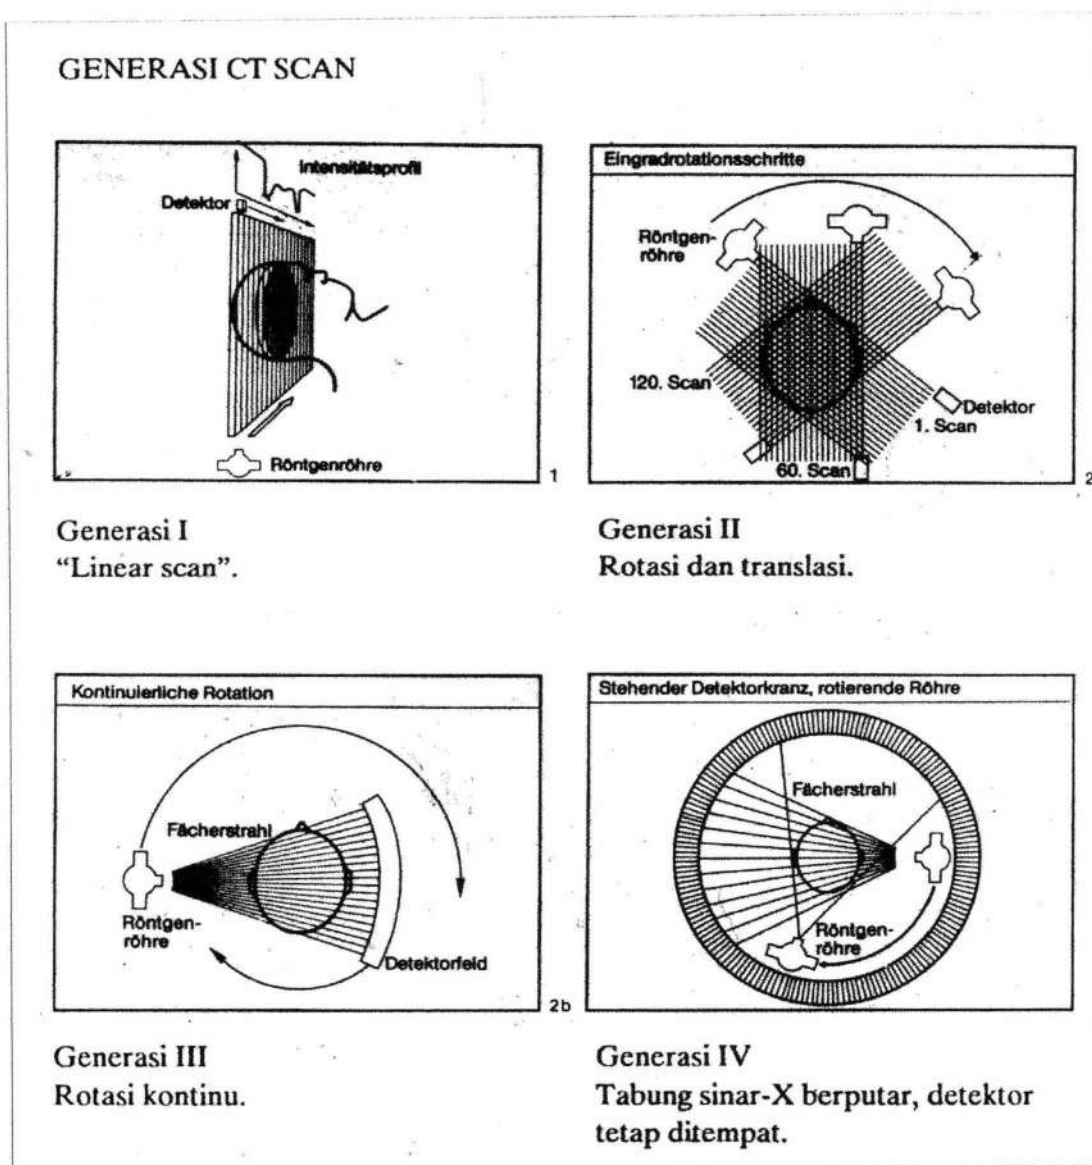 GENERASI CT SCAN
Intensitätsprofil
Detektor
Röntgenröhre
1
Generasi I
“Linear scan”.
Eingradrotationsschritte
Röntgen-
röhre
120. Scan
Detektor
1. Scan
60. Scan
2
Generasi II
Rotasi dan translasi.
Kontinuierliche Rotation
Fächerstrahl
Röntgen-
röhre
Detektorfeld
2b
Generasi III
Rotasi kontinu.
Stehender Detektorkranz, rotierende Röhre
Fächerstrahl
Röntgen-
röhre
Generasi IV
Tabung sinar-X berputar, detektor
tetap ditempat.